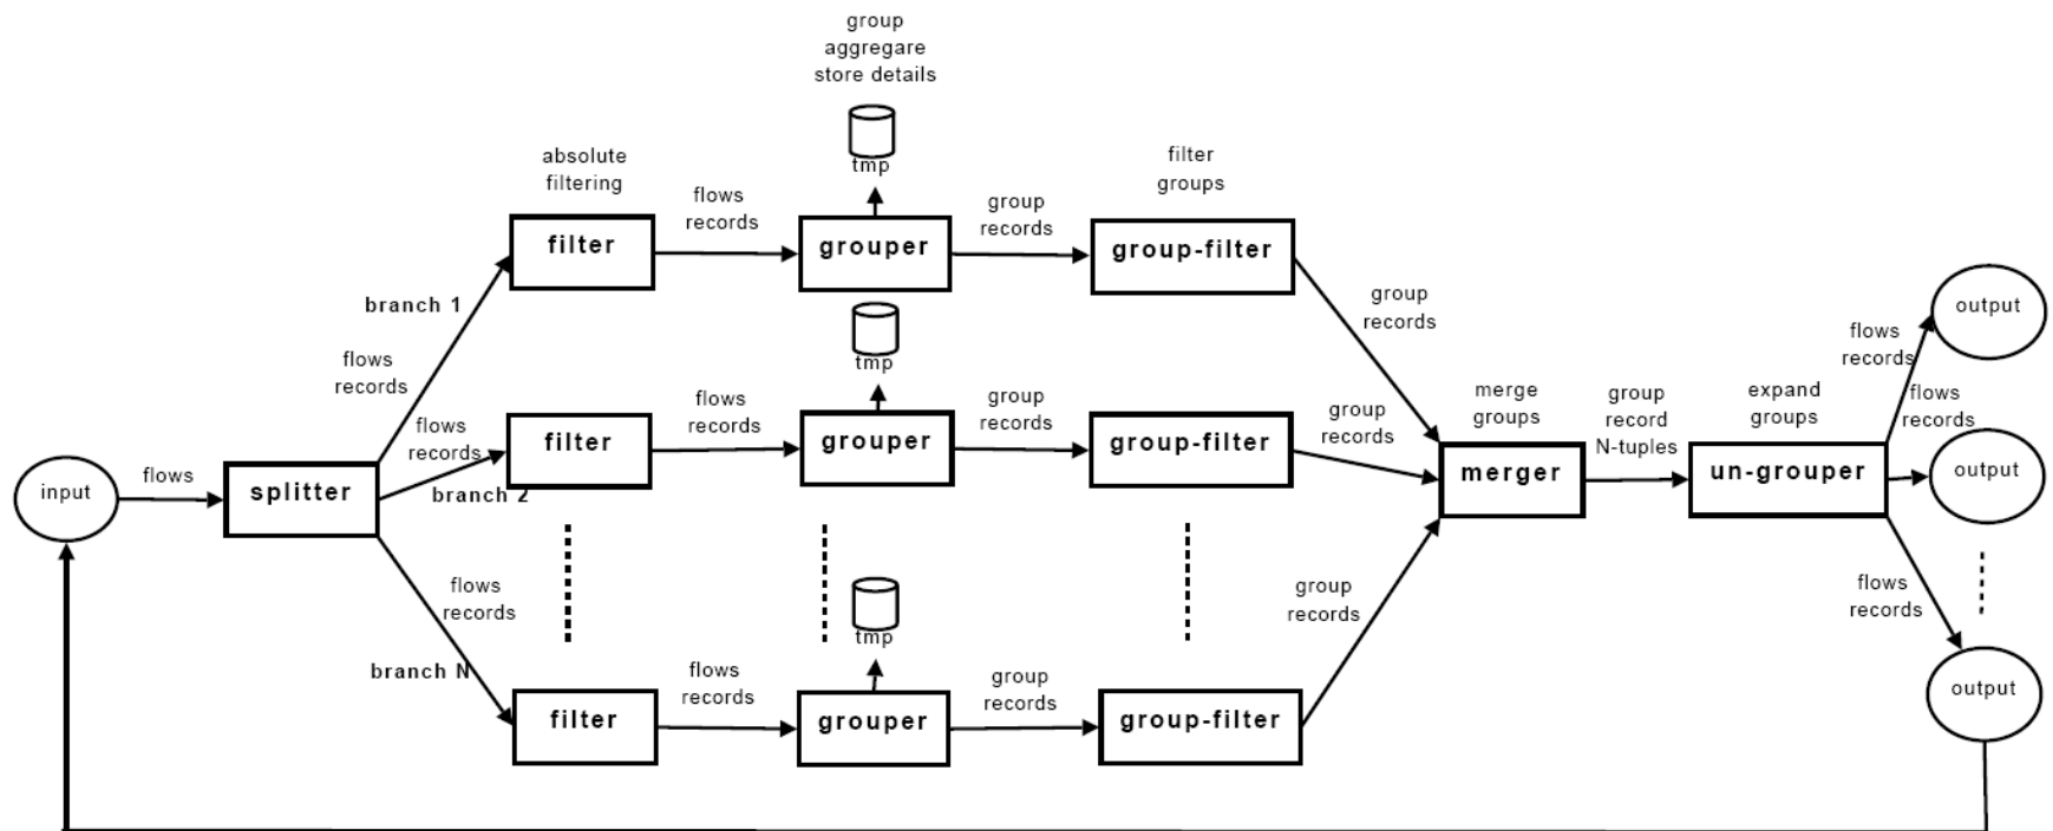 group
aggregare
store details
tmp
absolute
filtering
filter
groups
flows
records
group
records
filter
grouper
group-filter
branch 1
flows
records
group
records
tmp
flows
records
filter
flows
records
grouper
group
records
group-filter
group
records
merge
groups
group
record
N-tuples
expand
groups
flows
records
output
flows
records
input
flows
splitter
branch 2
merger
un-grouper
output
flows
records
tmp
group
records
flows
records
branch N
flows
records
filter
grouper
group
records
group-filter
output